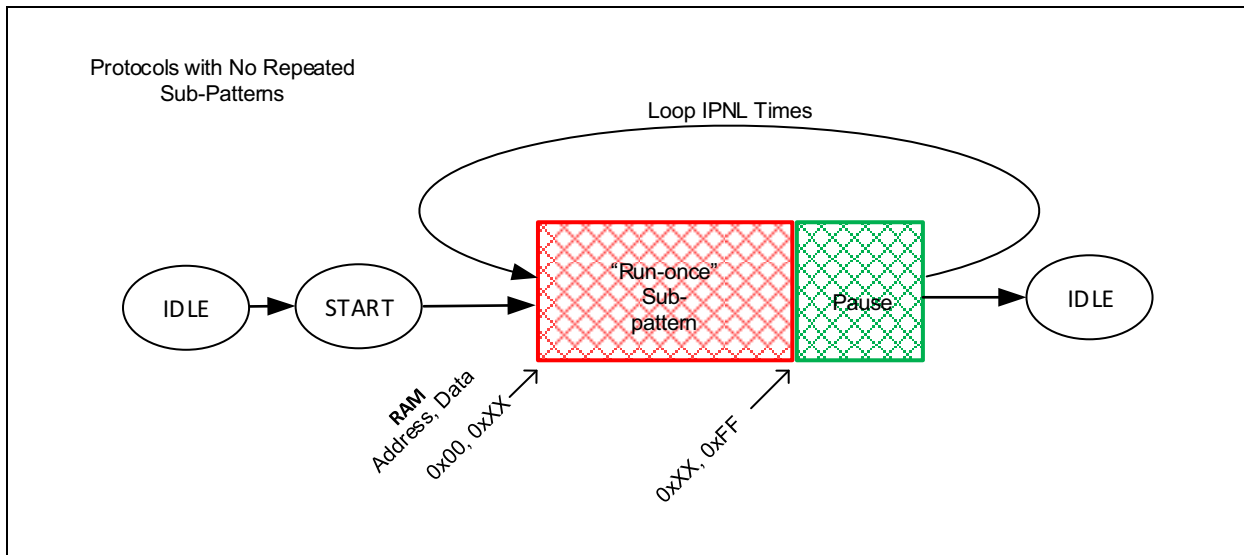 Protocols with No Repeated
Sub-Patterns
Loop IPNL Times
IDLE
START
“Run-once”
Sub-
pattern
Pause
IDLE
RAM
Address, Data
0x00, 0xXX
0xXX, 0xFF